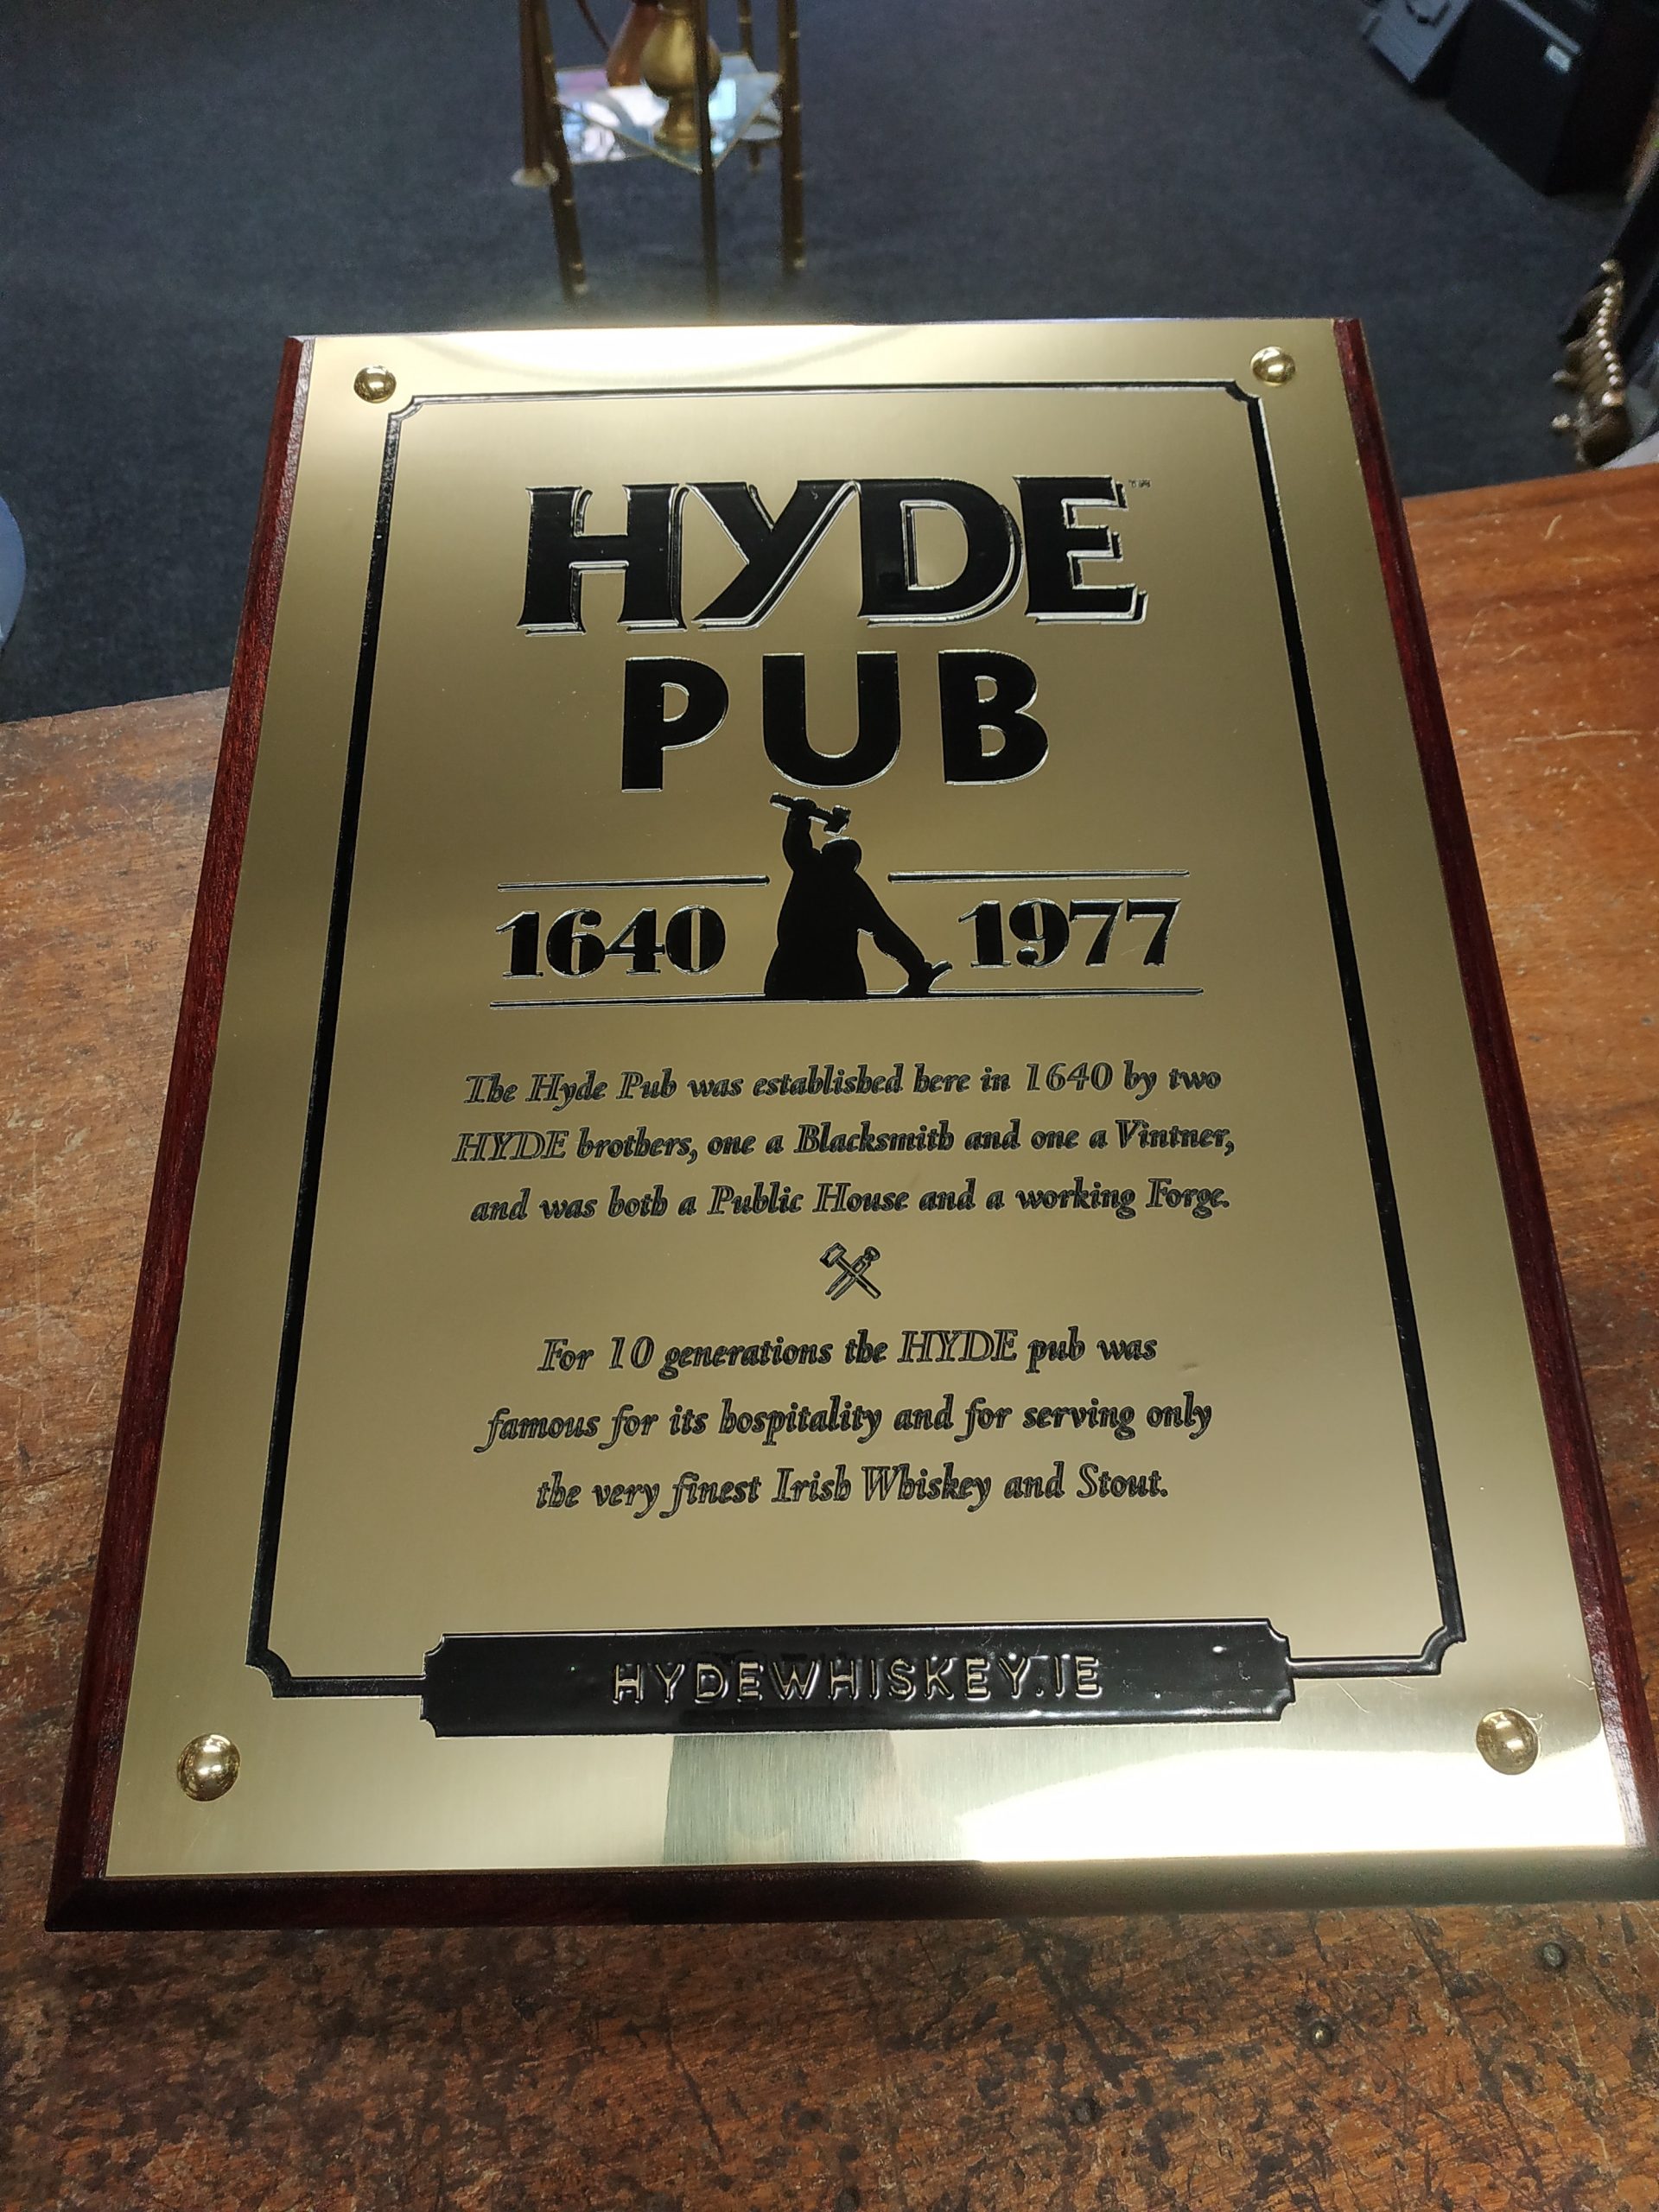 HYDE™
PUB
1640 1977
The Hyde Pub was established here in 1640 by two
HYDE brothers, one a Blacksmith and one a Vintner,
and was both a Public House and a working Forge.
For 10 generations the HYDE pub was
famous for its hospitality and for serving only
the very finest Irish Whiskey and Stout.
HYDEWHISKEY.IE